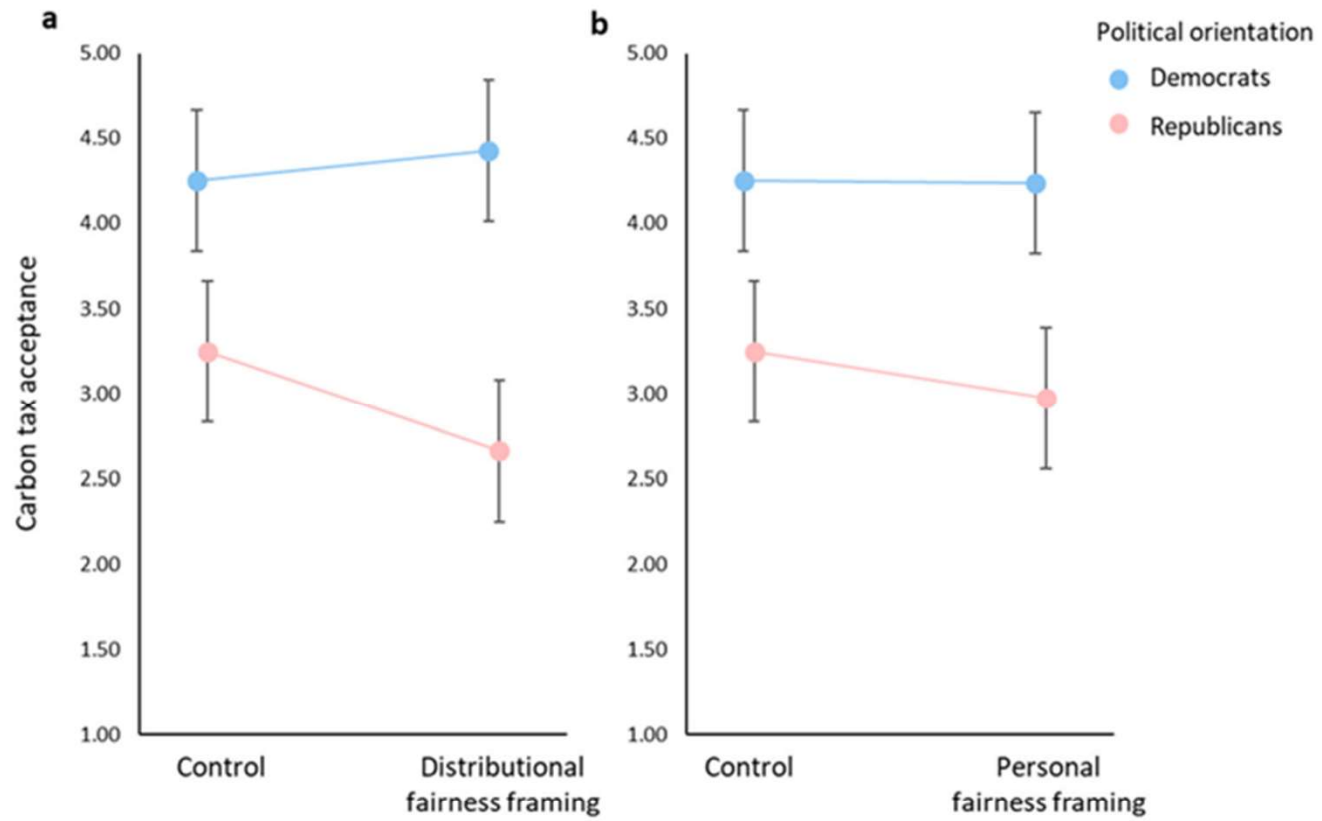 a
5.00
4.50
4.00
3.50
3.00
2.50
2.00
1.50
1.00
Carbon tax acceptance
Control
Distributional
fairness framing
b
5.00
4.50
4.00
3.50
3.00
2.50
2.00
1.50
1.00
Control
Personal
fairness framing
Political orientation
Democrats
Republicans